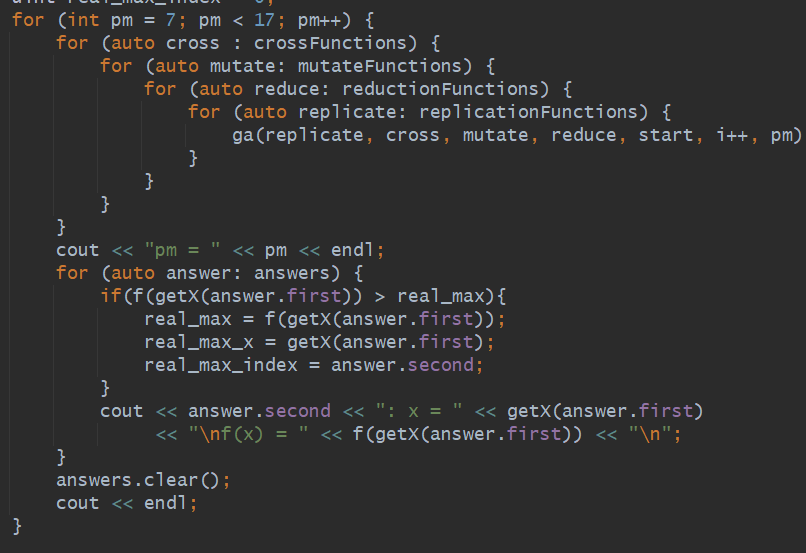 uint real_max_index = 0;
for (int pm = 7; pm < 17; pm++) {
    for (auto cross : crossFunctions) {
        for (auto mutate: mutateFunctions) {
            for (auto reduce: reductionFunctions) {
                for (auto replicate: replicationFunctions) {
                    ga(replicate, cross, mutate, reduce, start, i++, pm)
                }
            }
        }
    }
    cout << "pm = " << pm << endl;
    for (auto answer: answers) {
        if(f(getX(answer.first)) > real_max){
            real_max = f(getX(answer.first));
            real_max_x = getX(answer.first);
            real_max_index = answer.second;
        }
        cout << answer.second << ": x = " << getX(answer.first)
             << "\nf(x) = " << f(getX(answer.first)) << "\n";
    }
    answers.clear();
    cout << endl;
}